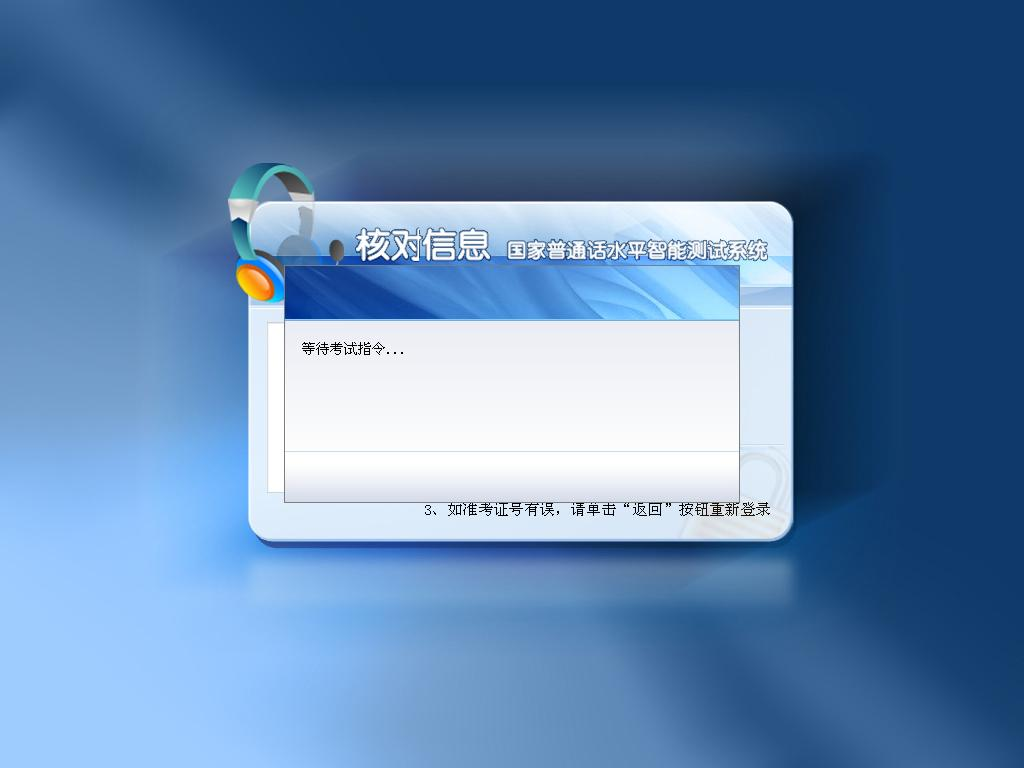 核对信息 国家普通话水平智能测试系统
等待考试指令...
3、如准考证号有误，请单击“返回”按钮重新登录